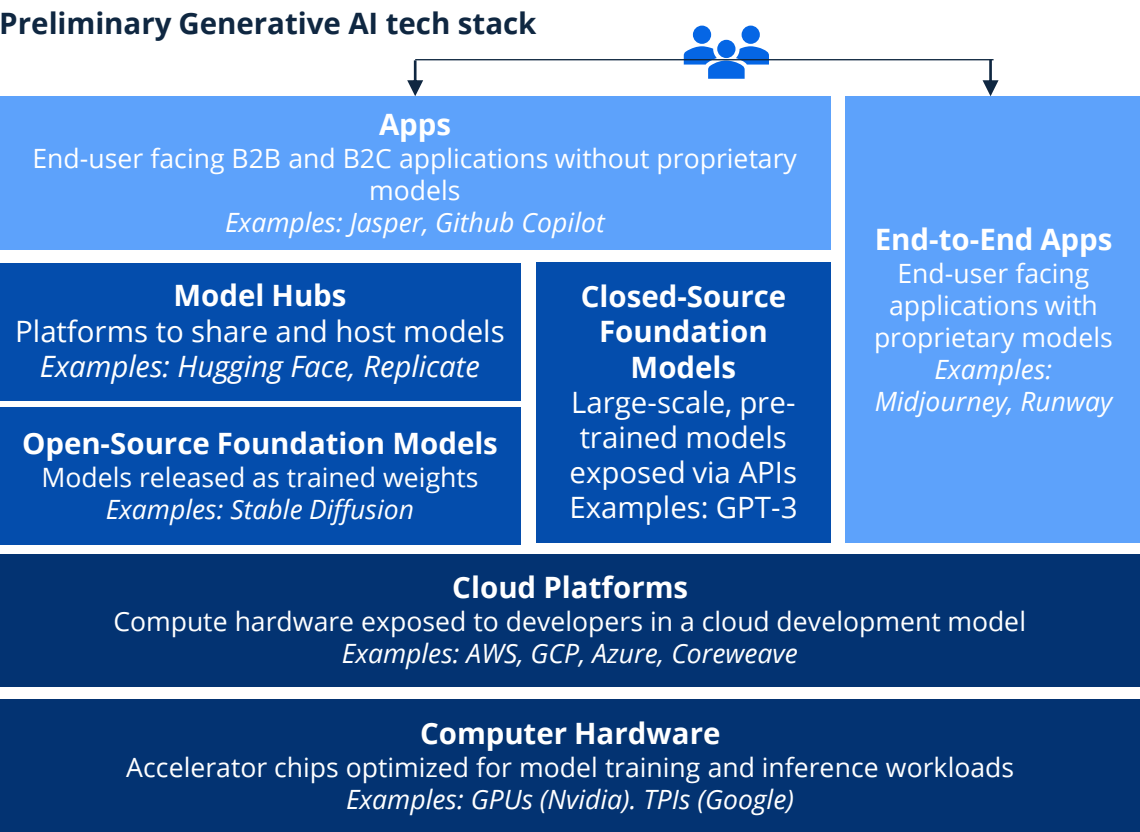 Preliminary Generative AI tech stack
Apps
End-user facing B2B and B2C applications without proprietary
models
Examples: Jasper, Github Copilot
Model Hubs
Platforms to share and host models
Examples: Hugging Face, Replicate
Open-Source Foundation Models
Models released as trained weights
Examples: Stable Diffusion
Closed-Source
Foundation
Models
Large-scale, pre-
trained models
exposed via APIs
Examples: GPT-3
End-to-End Apps
End-user facing
applications with
proprietary models
Examples:
Midjourney, Runway
Cloud Platforms
Compute hardware exposed to developers in a cloud development model
Examples: AWS, GCP, Azure, Coreweave
Computer Hardware
Accelerator chips optimized for model training and inference workloads
Examples: GPUs (Nvidia). TPIs (Google)